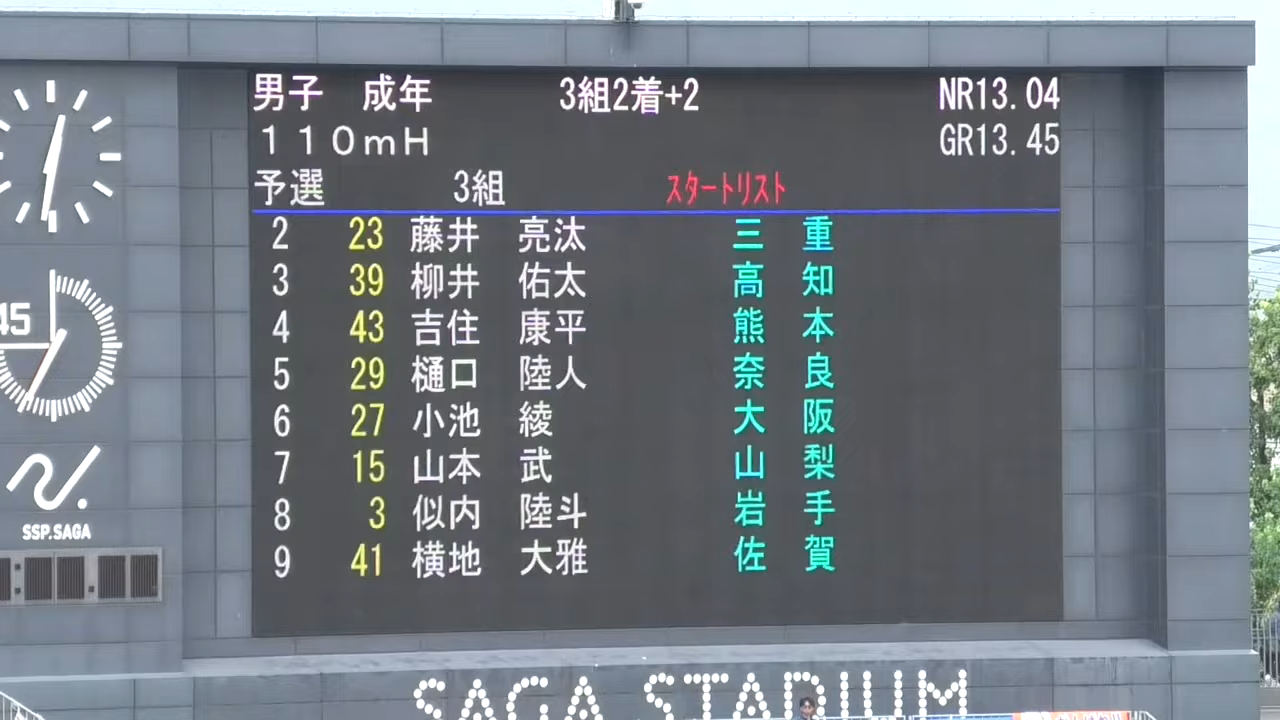 男子 成年 3組2着+2 NR13.04
110mH GR13.45
予選 3組 スタートリスト
2 23 藤井 亮汰 三重
3 39 柳井 佑太 高知
4 43 吉住 康平 熊本
5 29 樋口 陸人 奈良
6 27 小池 綾 大阪
7 15 山本 武 山梨
8 3 似内 陸斗 岩手
9 41 横地 大雅 佐賀
45
SSP.SAGA
SAGA STADIUM